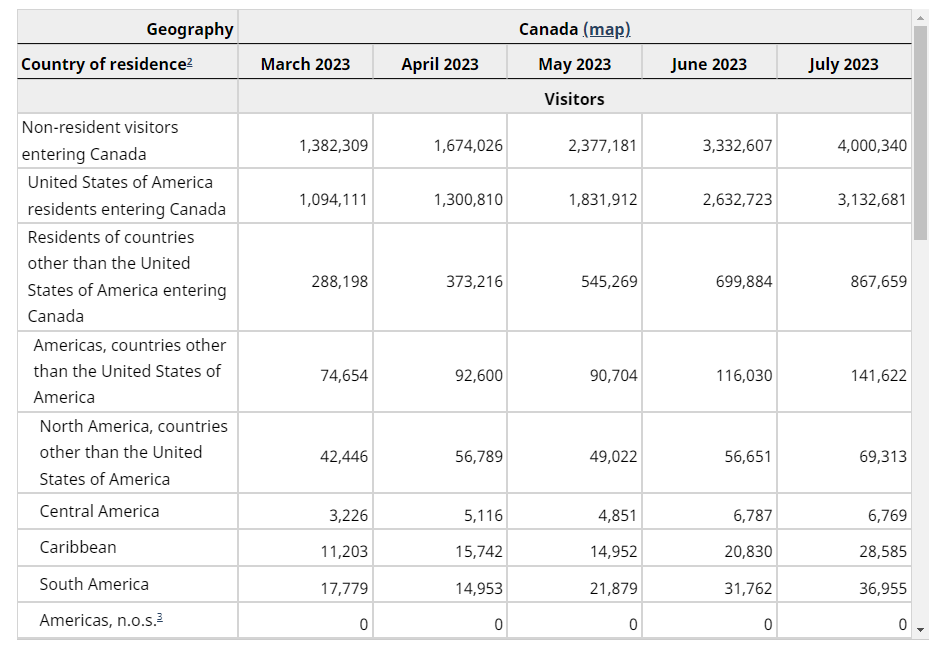 Geography Canada (map)
Country of residence2 March 2023 April 2023 May 2023 June 2023 July 2023
Visitors
Non-resident visitors
entering Canada 1,382,309 1,674,026 2,377,181 3,332,607 4,000,340
United States of America
residents entering Canada 1,094,111 1,300,810 1,831,912 2,632,723 3,132,681
Residents of countries
other than the United
States of America entering
Canada 288,198 373,216 545,269 699,884 867,659
Americas, countries other
than the United States of
America 74,654 92,600 90,704 116,030 141,622
North America, countries
other than the United
States of America 42,446 56,789 49,022 56,651 69,313
Central America 3,226 5,116 4,851 6,787 6,769
Caribbean 11,203 15,742 14,952 20,830 28,585
South America 17,779 14,953 21,879 31,762 36,955
Americas, n.o.s.3 0 0 0 0 0